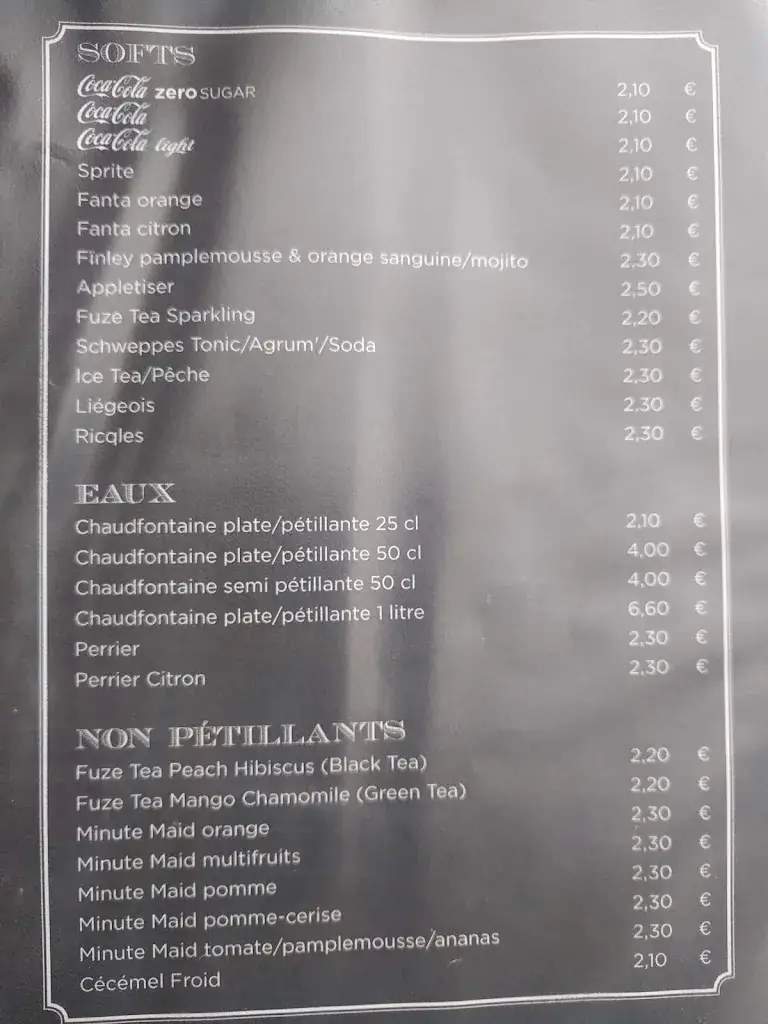 SOFTS
Coca-Cola zero SUGAR 2,10 €
Coca-Cola 2,10 €
Coca-Cola light 2,10 €
Sprite 2,10 €
Fanta orange 2,10 €
Fanta citron 2,10 €
Finley pamplemousse & orange sanguine/mojito 2,30 €
Appletiser 2,50 €
Fuze Tea Sparkling 2,20 €
Schweppes Tonic/Agrum'/Soda 2,30 €
Ice Tea/Pêche 2,30 €
Liégeois 2.30 €
Ricqles 2,30 €
EAUX
Chaudfontaine plate/pétillante 25 cl 2,10 €
Chaudfontaine plate/pétillante 50 cl 4,00 €
Chaudfontaine semi pétillante 50 cl 4,00 €
Chaudfontaine plate/pétillante 1 litre 6,60 €
Perrier 2,30 €
Perrier Citron 2,30 €
NON PÉTILLANTS
Fuze Tea Peach Hibiscus (Black Tea) 2,20 €
Fuze Tea Mango Chamomile (Green Tea) 2,20 €
Minute Maid orange 2,30 €
Minute Maid multifruits 2,30 €
Minute Maid pomme 2,30 €
Minute Maid pomme-cerise 2,30 €
Minute Maid tomate/pamplemousse/ananas 2,30 €
Cécémel Froid 2,10 €